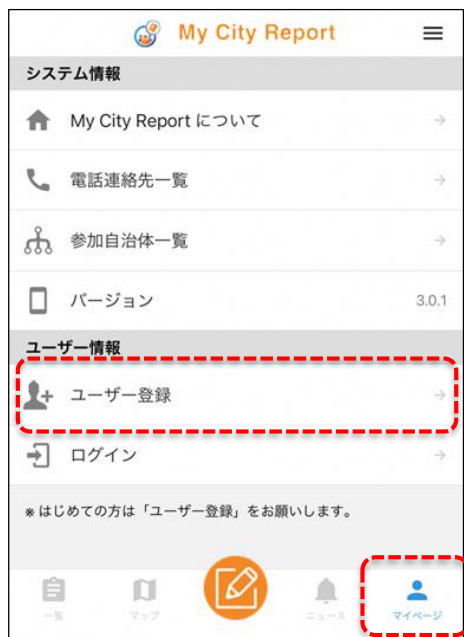 My City Report
システム情報
My City Report について
電話連絡先一覧
参加自治体一覧
バージョン 3.0.1
ユーザー情報
ユーザー登録
ログイン
※はじめての方は「ユーザー登録」をお願いします。
一覧 マップ ニュース マイページ